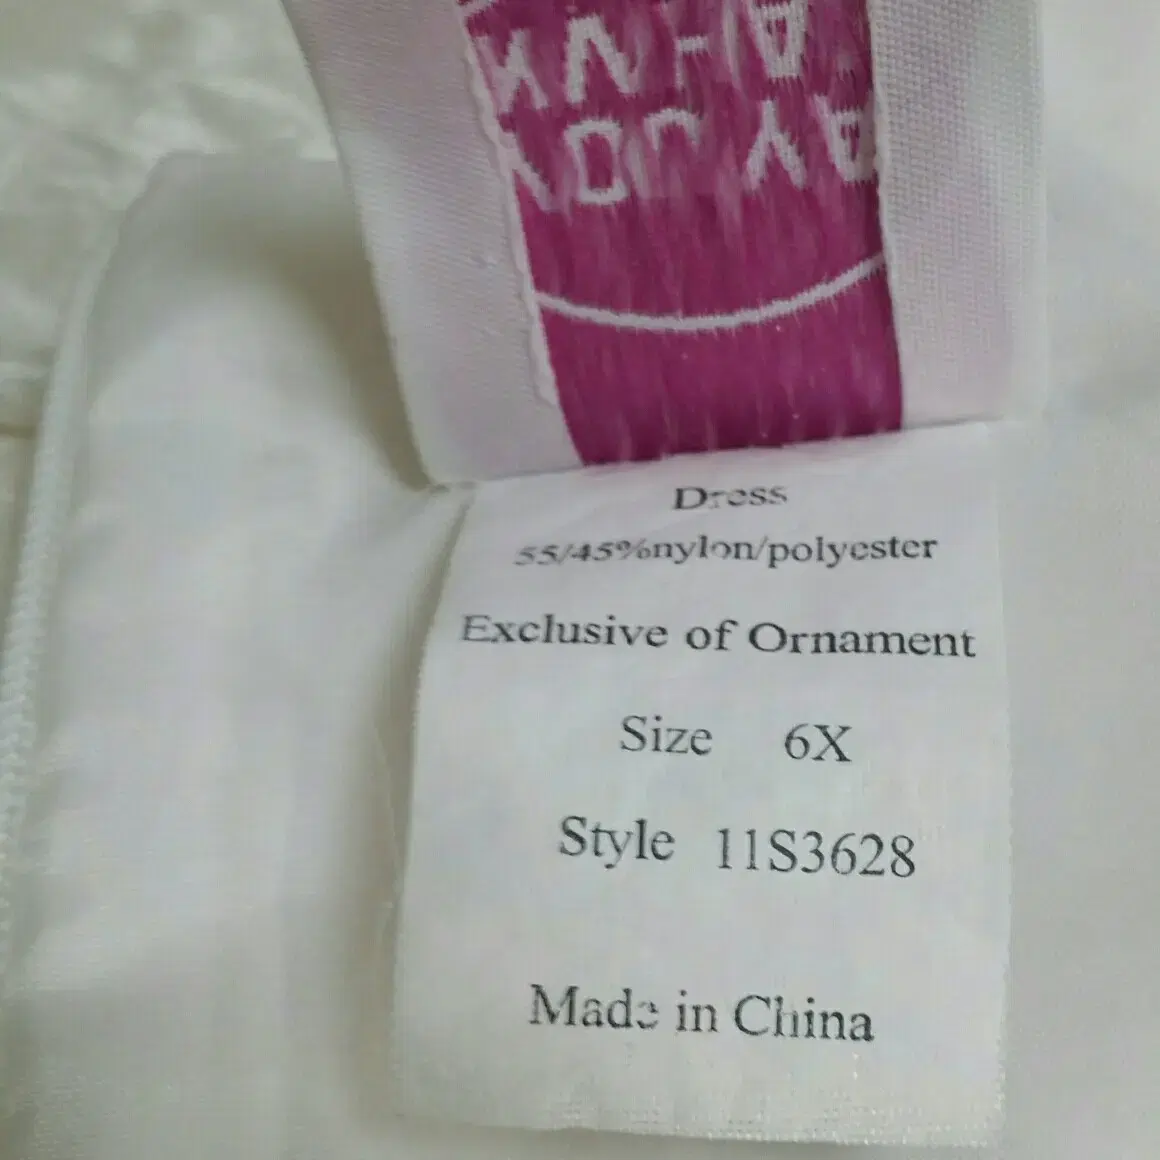 Dress
55/45%nylon/polyester
Exclusive of Ornament
Size 6X
Style 11S3628
Made in China